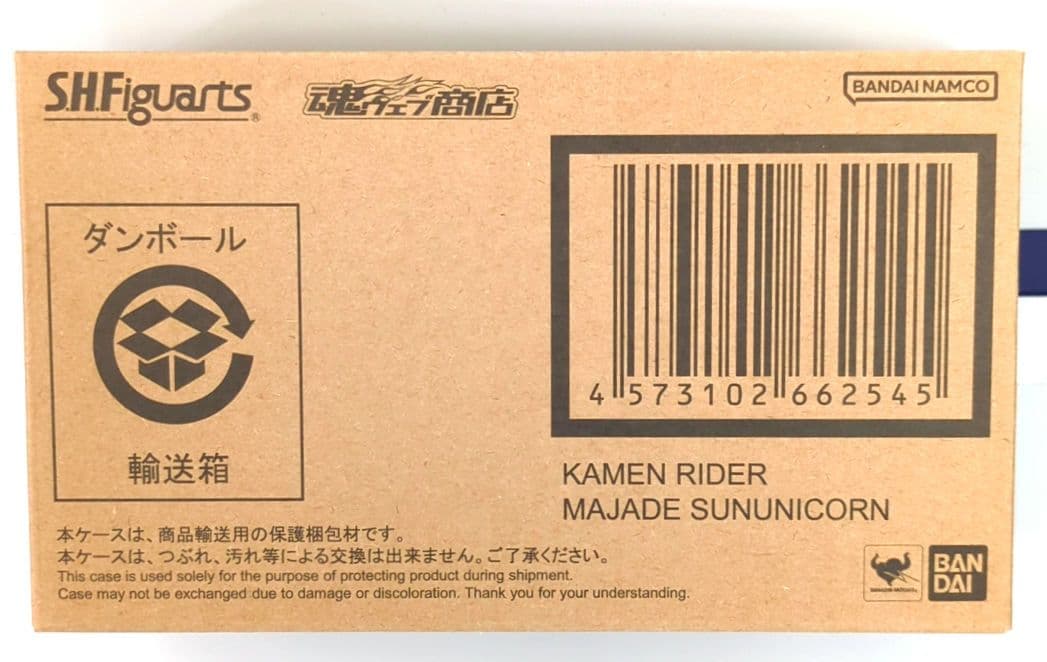 S.H.Figuarts®
魂ウェブ商店
BANDAI NAMCO
ダンボール
輸送箱
4 573102 662545
KAMEN RIDER
MAJADE SUNUNICORN
本ケースは、商品輸送用の保護梱包材です。
本ケースは、つぶれ、汚れ等による交換は出来ません。ご了承ください。
This case is used solely for the purpose of protecting product during shipment.
Case may not be exchanged due to damage or discoloration. Thank you for your understanding.
BAN
DAI